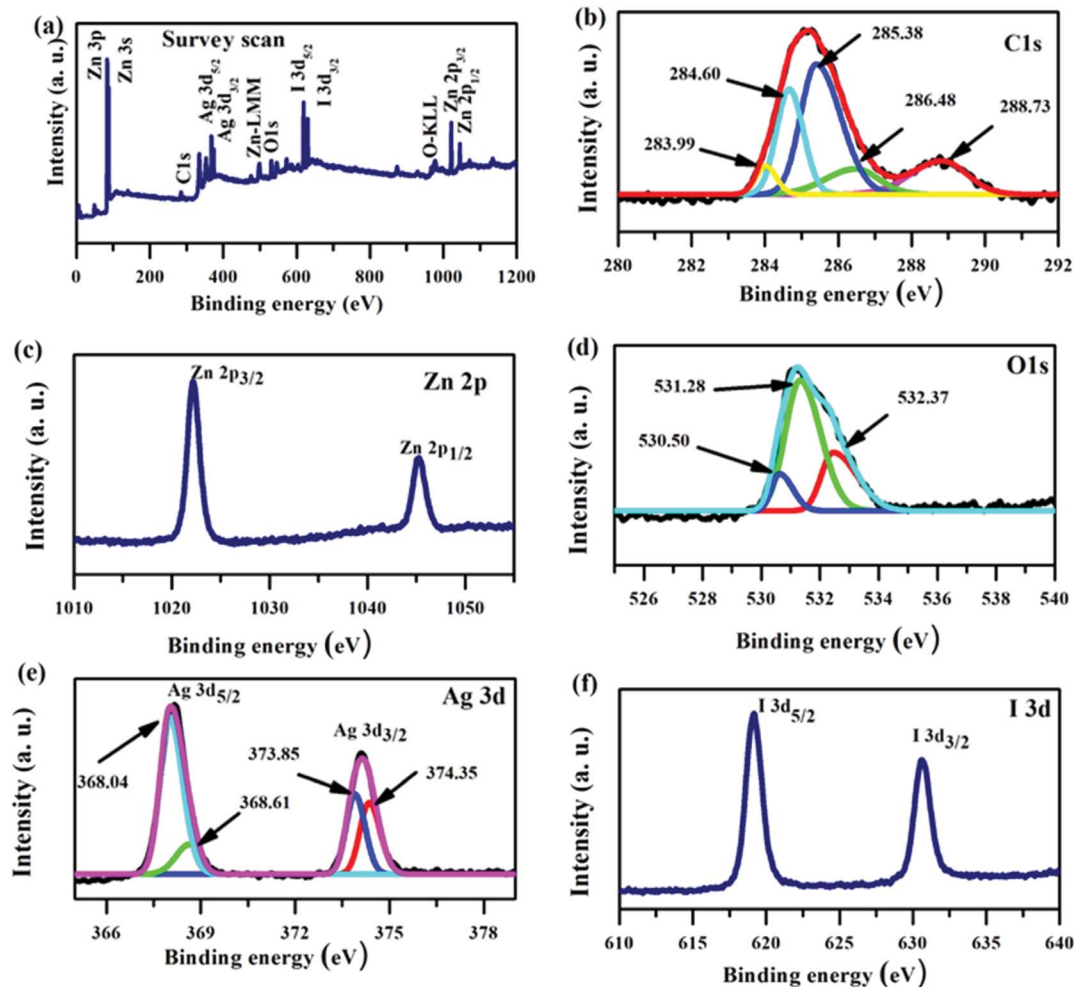 (a)
Survey scan
Zn 3p
Zn 3s
C1s
Ag 3d5/2
Ag 3d3/2
Zn-LMM
O1s
I 3d5/2
I 3d3/2
O-KLL
Zn 2p3/2
Zn 2p1/2
Intensity (a. u.)
0 200 400 600 800 1000 1200
Binding energy (eV)
(b)
C1s
285.38
284.60
286.48
288.73
283.99
Intensity (a. u.)
280 282 284 286 288 290 292
Binding energy (eV)
(c)
Zn 2p3/2
Zn 2p
Zn 2p1/2
Intensity (a. u.)
1010 1020 1030 1040 1050
Binding energy (eV)
(d)
O1s
531.28
532.37
530.50
Intensity (a. u.)
526 528 530 532 534 536 538 540
Binding energy (eV)
(e)
Ag 3d5/2
Ag 3d
Ag 3d3/2
373.85
374.35
368.04
368.61
Intensity (a. u.)
366 369 372 375 378
Binding energy (eV)
(f)
I 3d5/2
I 3d
I 3d3/2
Intensity (a. u.)
610 615 620 625 630 635 640
Binding energy (eV)